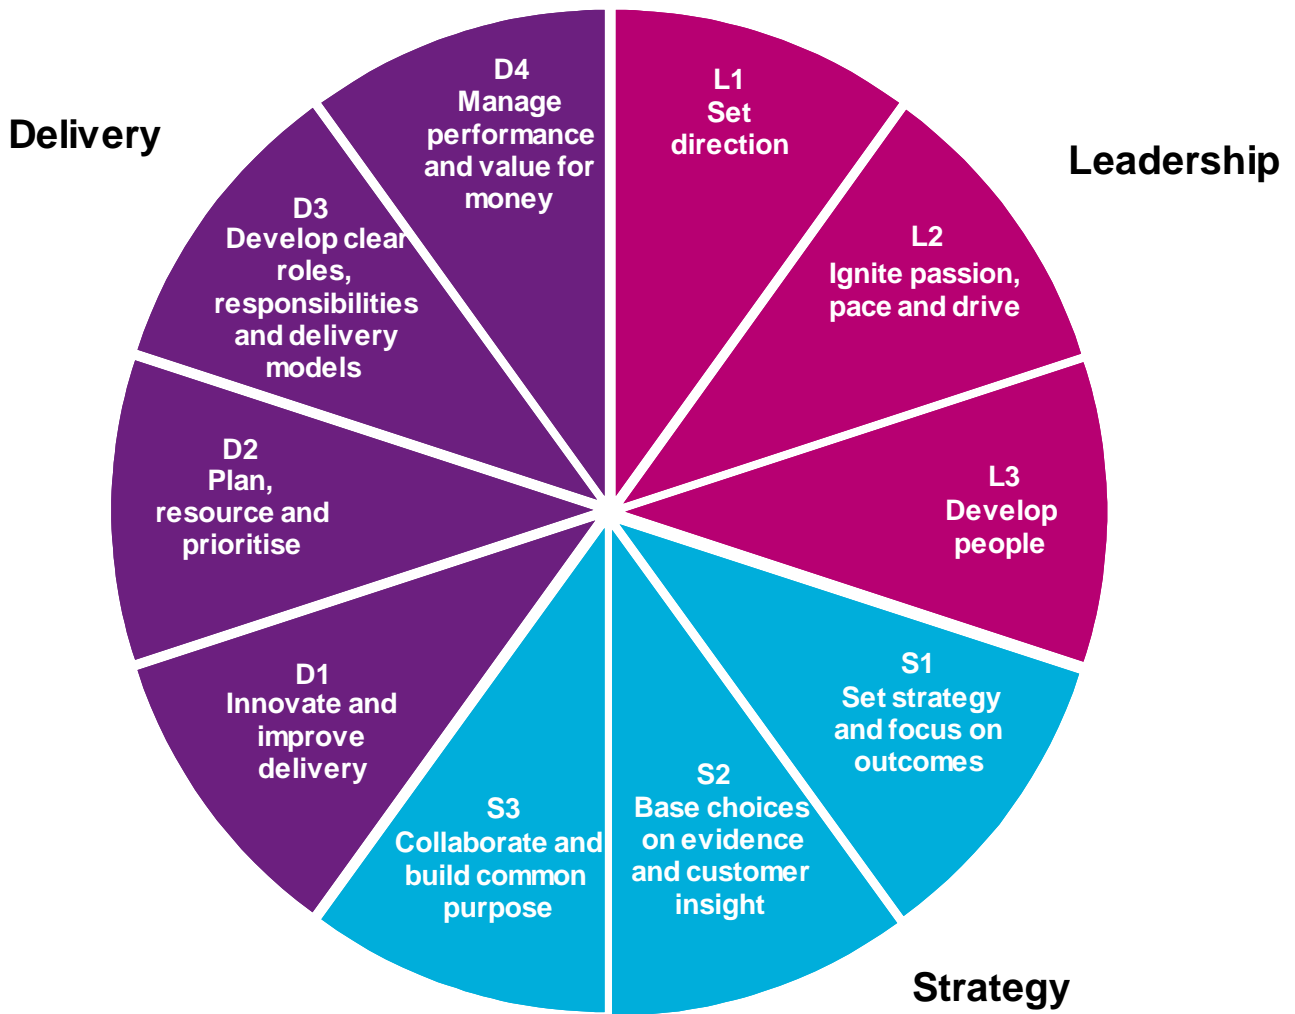 Delivery
D4
Manage
performance
and value for
money
L1
Set
direction
Leadership
L2
Ignite passion,
pace and drive
L3
Develop
people
S1
Set strategy
and focus on
outcomes
S2
Base choices
on evidence
and customer
insight
S3
Collaborate and
build common
purpose
D1
Innovate and
improve
delivery
D2
Plan,
resource and
prioritise
D3
Develop clear
roles,
responsibilities
and delivery
models
Strategy